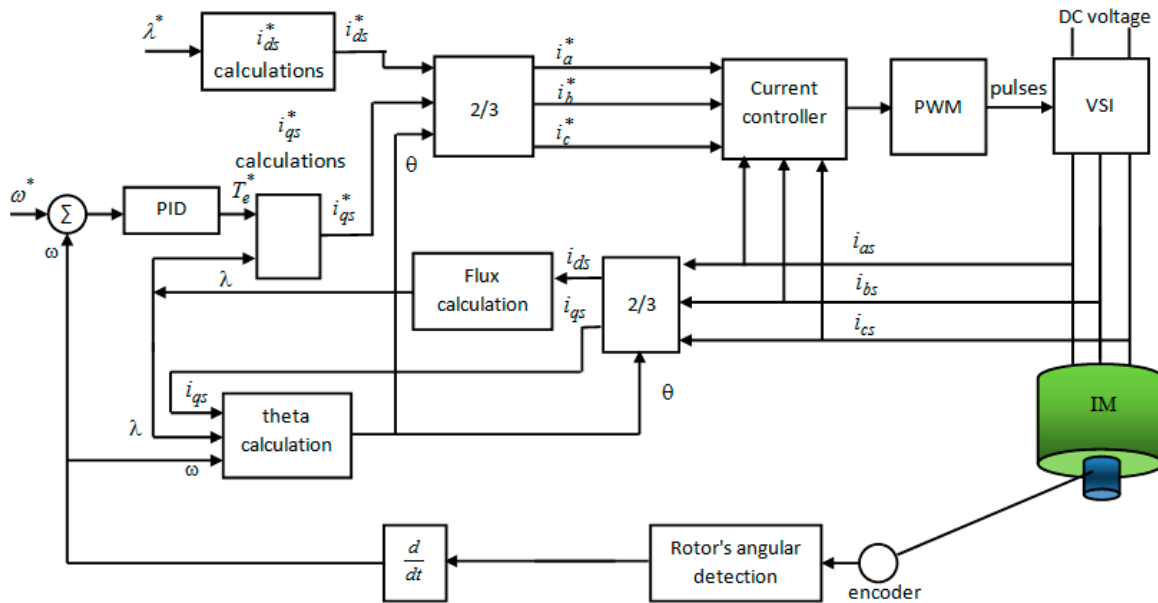 DC voltage
λ*
i*ds
calculations
i*ds
2/3
i*a
i*b
i*c
Current
controller
PWM
pulses
VSI
i*qs
calculations
θ
ω*
Σ
PID
T*e
i*qs
ω
λ
Flux
calculation
ids
iqs
2/3
ias
ibs
ics
iqs
λ
ω
theta
calculation
θ
IM
d
dt
Rotor's angular
detection
encoder